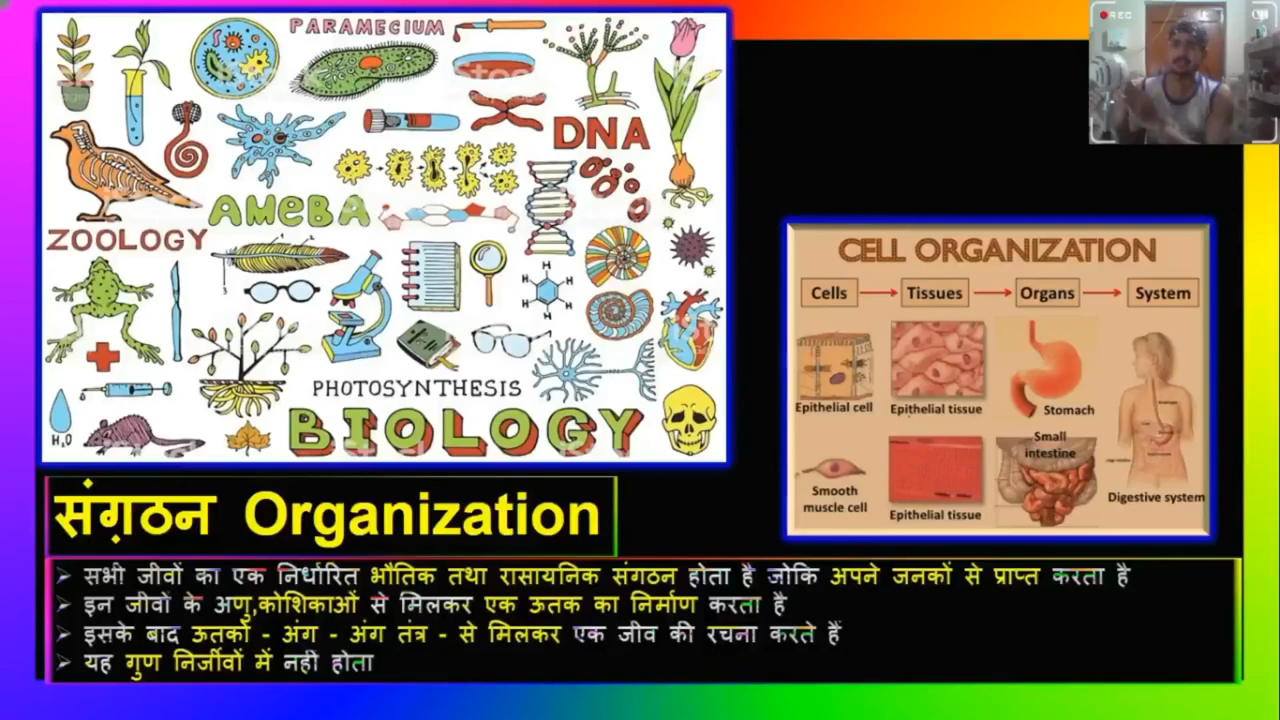 REC
PARAMECIUM
DNA
AMeBA
ZOOLOGY
PHOTOSYNTHESIS
H₂O
BIOLOGY
CELL ORGANIZATION
Cells
Tissues
Organs
System
Epithelial cell
Epithelial tissue
Stomach
Small
intestine
Smooth
muscle cell
Epithelial tissue
Digestive system
संग़ठन Organization
सभी जीवों का एक निर्धारित भौतिक तथा रासायनिक संगठन होता है जोकि अपने जनकों से प्राप्त करता है
इन जीवों के अणु,कोशिकाओं से मिलकर एक ऊतक का निर्माण करता है
इसके बाद ऊतकों - अंग - अंग तंत्र - से मिलकर एक जीव की रचना करते हैं
यह गुण निर्जीवों में नही होता